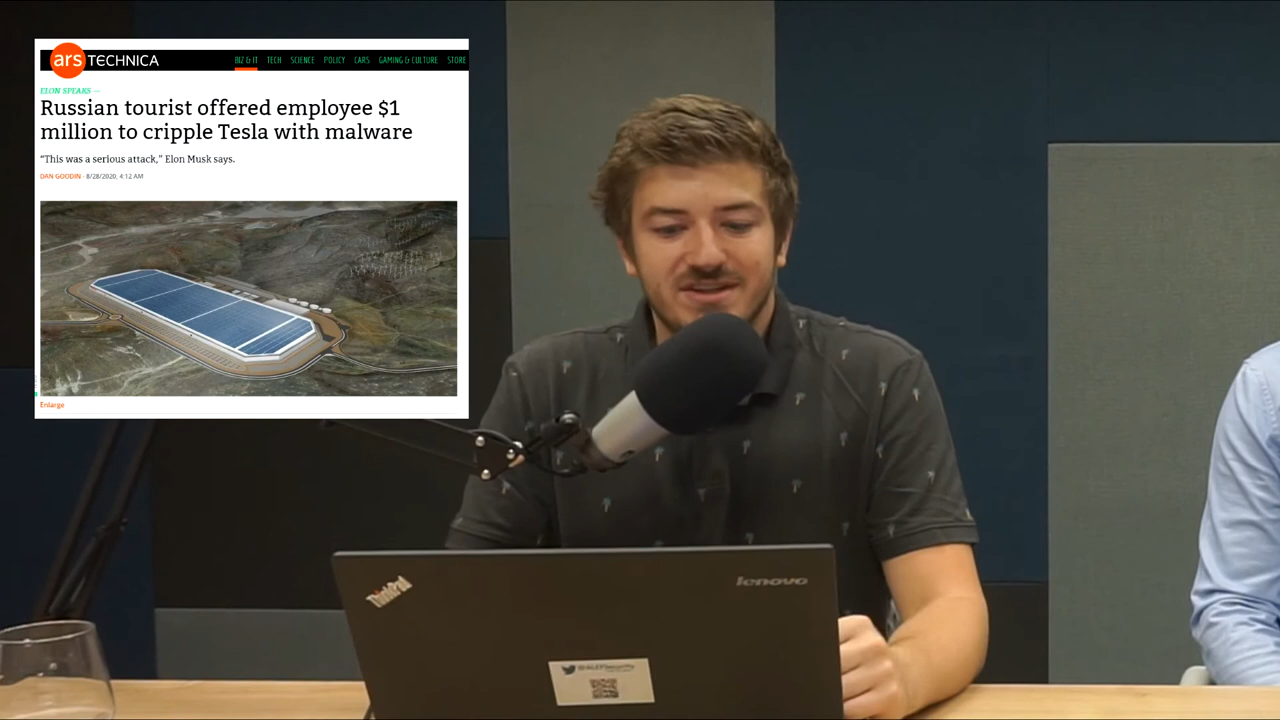 ars TECHNICA
BIZ & IT TECH SCIENCE POLICY CARS GAMING & CULTURE STORE
ELON SPEAKS —
Russian tourist offered employee $1
million to cripple Tesla with malware
“This was a serious attack,” Elon Musk says.
DAN GOODIN - 8/28/2020, 4:12 AM
Enlarge
ThinkPad
lenovo